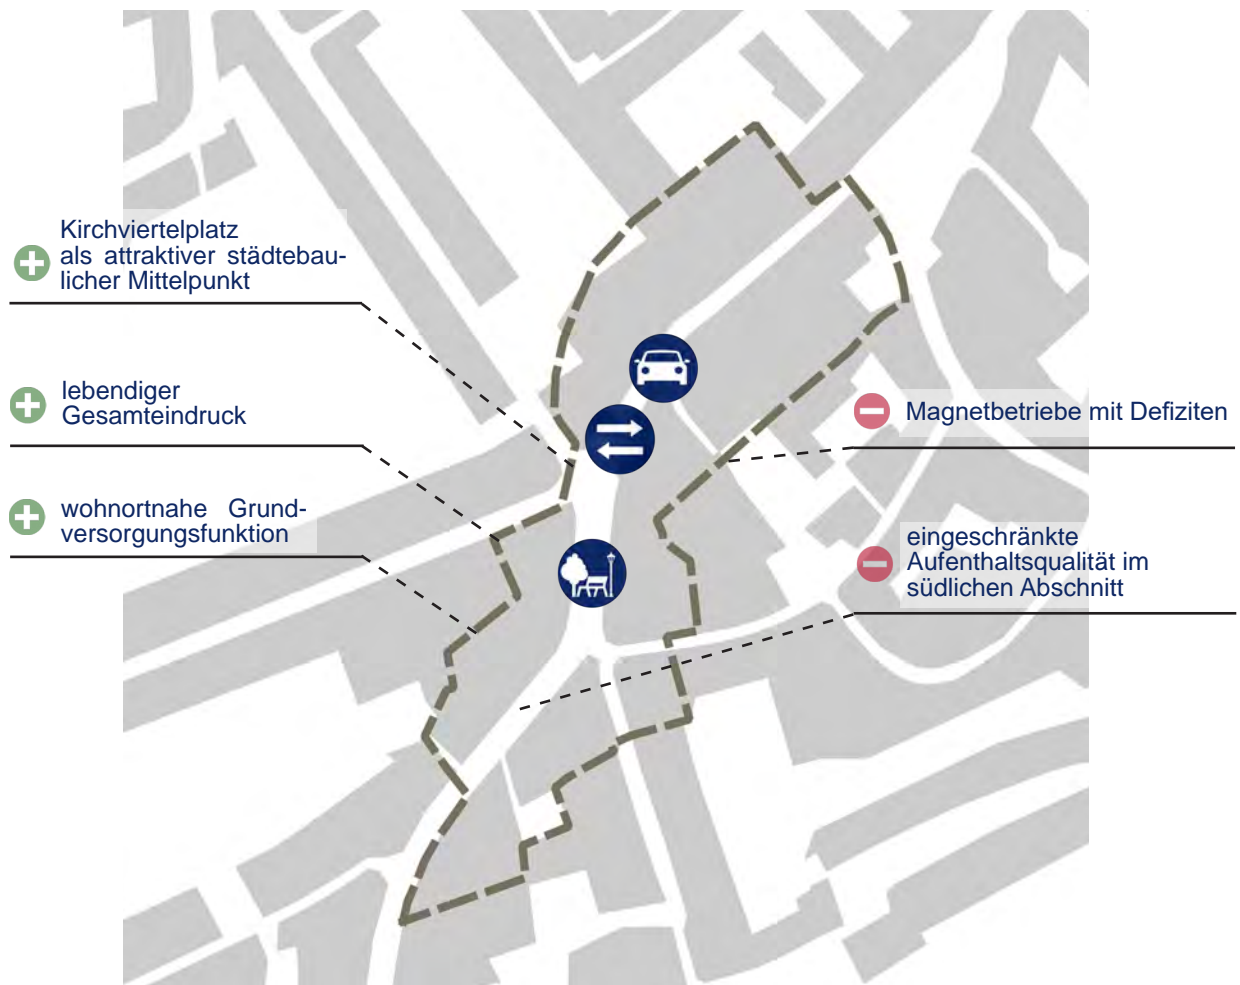 Kirchviertelplatz
als attraktiver städtebau-
licher Mittelpunkt
lebendiger
Gesamteindruck
wohnortnahe Grund-
versorgungsfunktion
Magnetbetriebe mit Defiziten
eingeschränkte
Aufenthaltsqualität im
südlichen Abschnitt